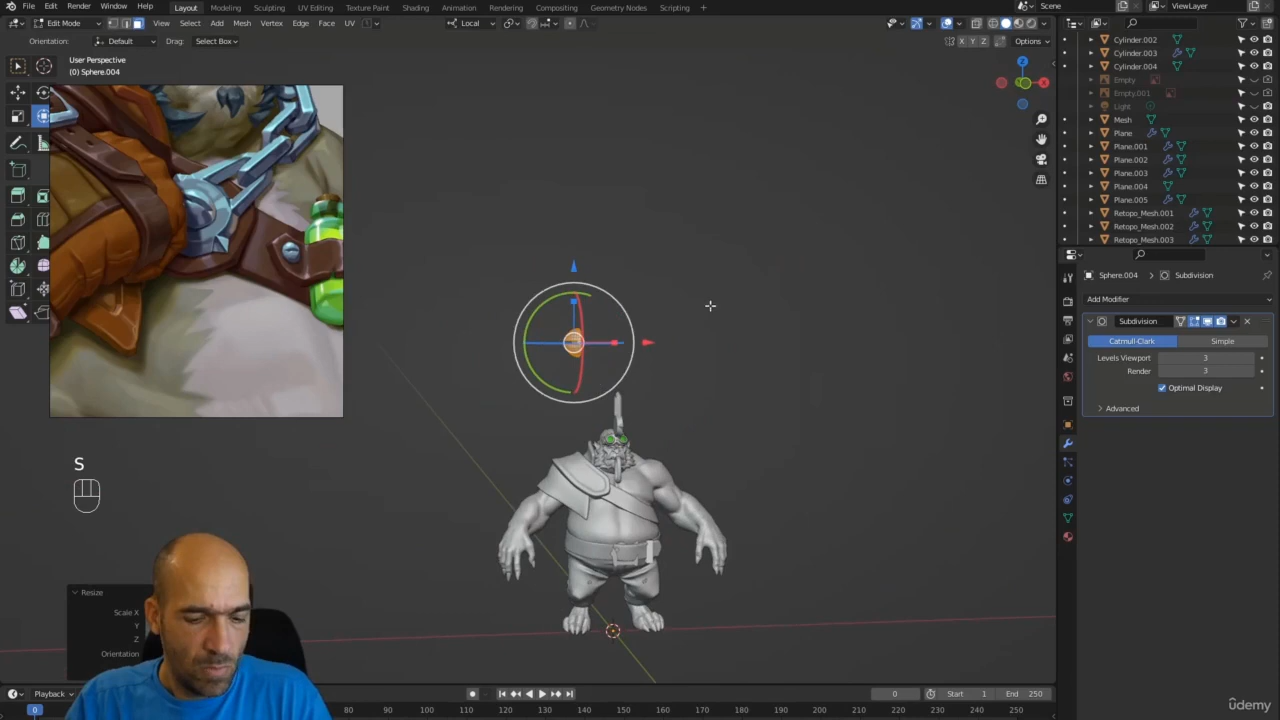 File Edit Render Window Help
Layout Modeling Sculpting UV Editing Texture Paint Shading Animation Rendering Compositing Geometry Nodes Scripting
Scene
ViewLayer
Edit Mode
View Select Add Mesh Vertex Edge Face UV
Local
Orientation: Default Drag: Select Box
X Y Z Options
User Perspective
(0) Sphere.004
Z
X
Cylinder.002
Cylinder.003
Cylinder.004
Empty
Empty.001
Light
Mesh
Plane
Plane.001
Plane.002
Plane.003
Plane.004
Plane.005
Retopo_Mesh.001
Retopo_Mesh.002
Retopo_Mesh.003
Sphere.004 > Subdivision
Add Modifier
Subdivision
Catmull-Clark Simple
Levels Viewport 3
Render 3
Optimal Display
Advanced
S
Resize
Scale X
Y
Z
Orientation
Playback
0 Start 1 End 250
0 80 90 100 110 120 130 140 150 160 170 180 190 200 210 220 230 240 250
ûdemy